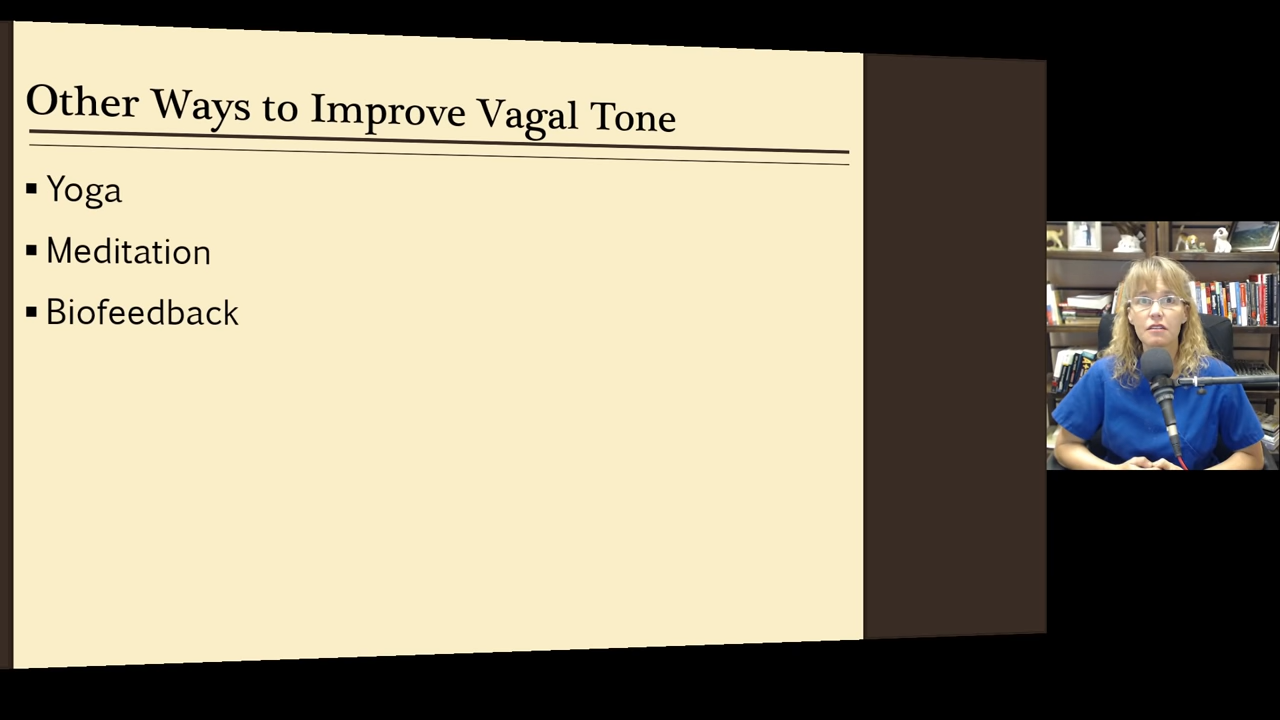 Other Ways to Improve Vagal Tone
▪ Yoga
▪ Meditation
▪ Biofeedback